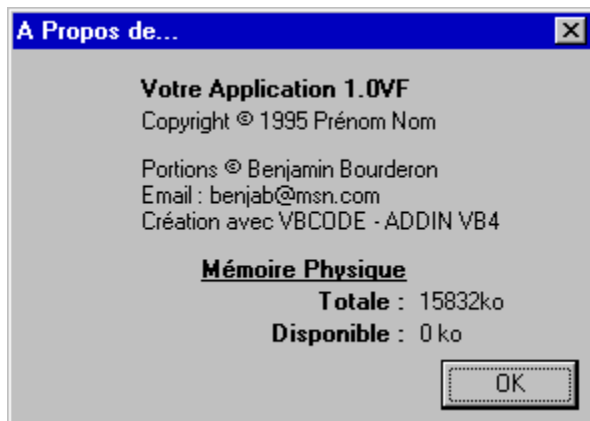 A Propos de...
Votre Application 1.0VF
Copyright © 1995 Prénom Nom
Portions © Benjamin Bourderon
Email : benjab@msn.com
Création avec VBCODE - ADDIN VB4
Mémoire Physique
Totale : 15832ko
Disponible : 0 ko
OK